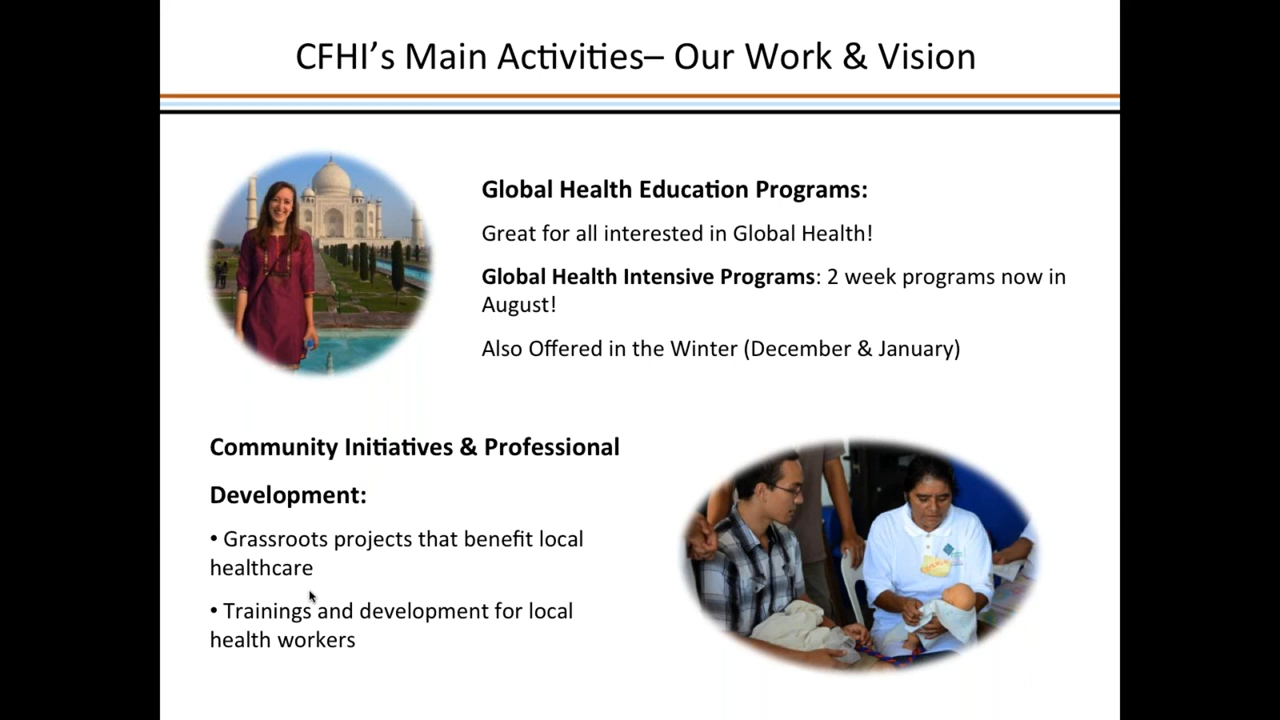 CFHI’s Main Activities– Our Work & Vision
Global Health Education Programs:
Great for all interested in Global Health!
Global Health Intensive Programs: 2 week programs now in
August!
Also Offered in the Winter (December & January)
Community Initiatives & Professional
Development:
• Grassroots projects that benefit local
healthcare
• Trainings and development for local
health workers